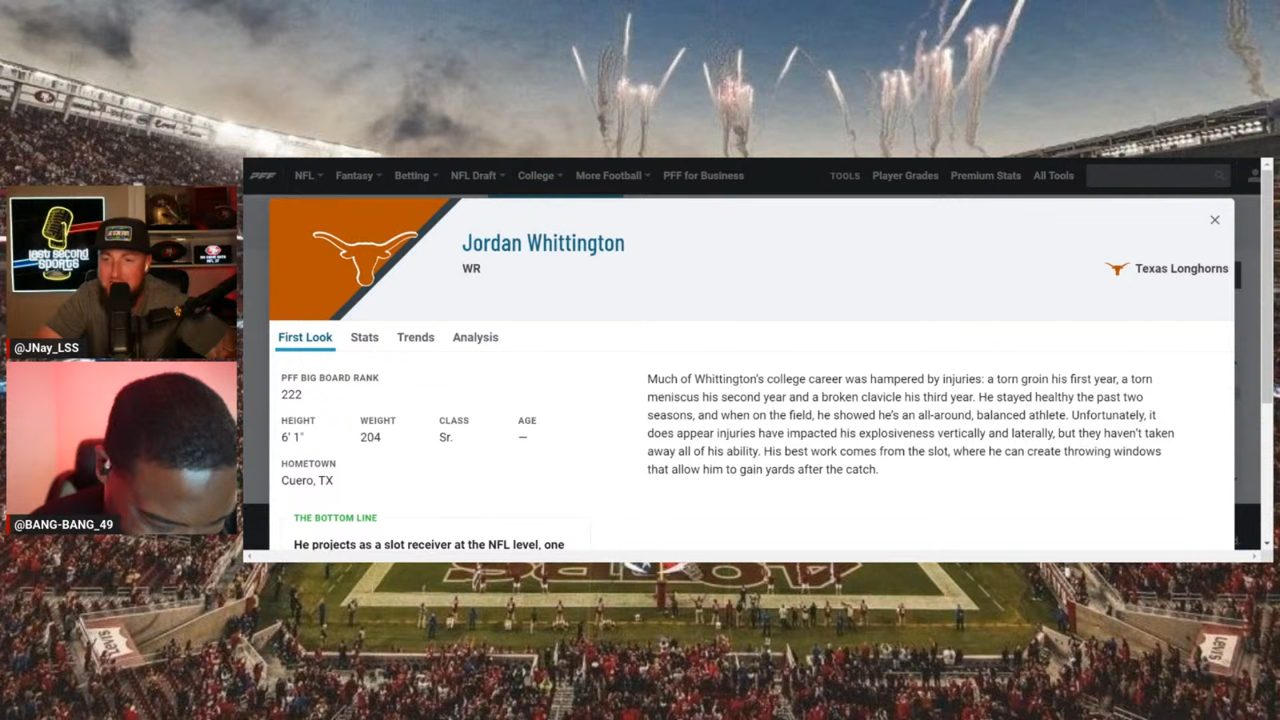 PFF
NFL
Fantasy
Betting
NFL Draft
College
More Football
PFF for Business
TOOLS
Player Grades
Premium Stats
All Tools
Jordan Whittington
WR
Texas Longhorns
First Look
Stats
Trends
Analysis
PFF BIG BOARD RANK
222
HEIGHT
WEIGHT
CLASS
AGE
6' 1"
204
Sr.
—
HOMETOWN
Cuero, TX
THE BOTTOM LINE
He projects as a slot receiver at the NFL level, one
Much of Whittington's college career was hampered by injuries: a torn groin his first year, a torn
meniscus his second year and a broken clavicle his third year. He stayed healthy the past two
seasons, and when on the field, he showed he's an all-around, balanced athlete. Unfortunately, it
does appear injuries have impacted his explosiveness vertically and laterally, but they haven't taken
away all of his ability. His best work comes from the slot, where he can create throwing windows
that allow him to gain yards after the catch.
last second
sports
@JNay_LSS
@BANG-BANG_49
LEVI'S
LEVI'S